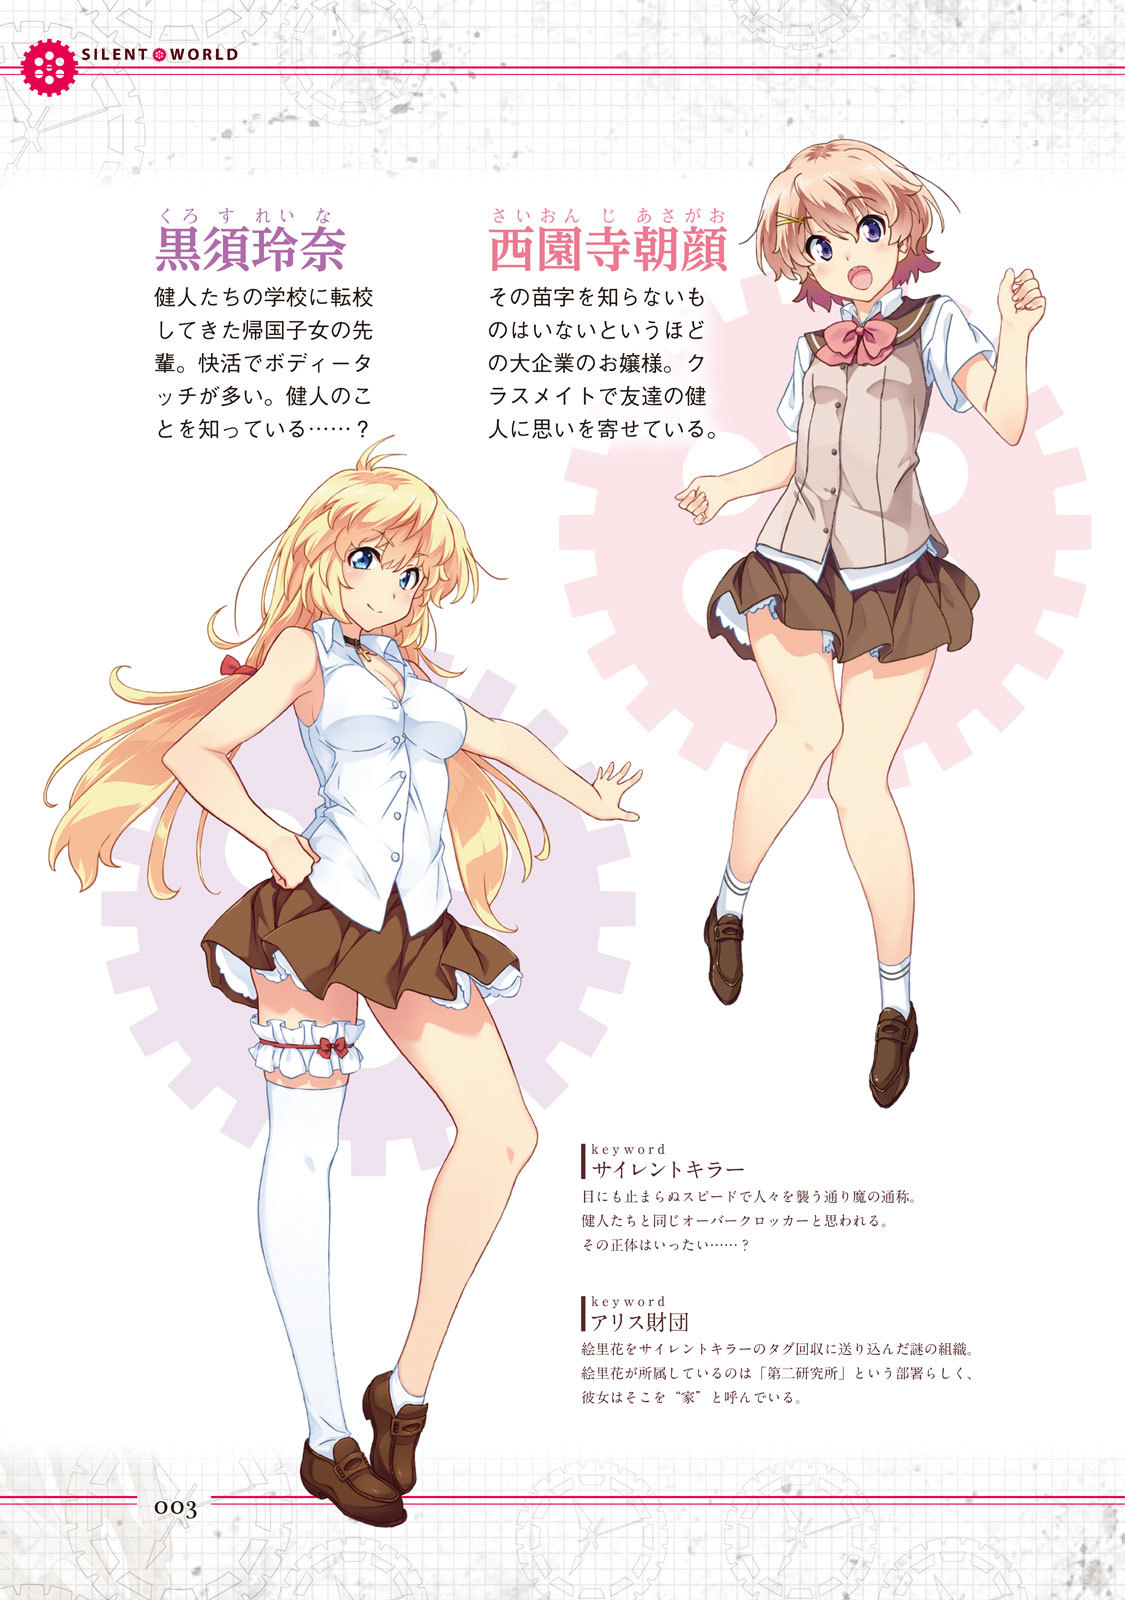 SILENT WORLD
くろすれいな
黒須玲奈
健人たちの学校に転校
してきた帰国子女の先
輩。快活でボディータ
ッチが多い。健人のこ
とを知っている……？
さいおんじあさがお
西園寺朝顔
その苗字を知らないも
のはいないというほど
の大企業のお嬢様。ク
ラスメイトで友達の健
人に思いを寄せている。
keyword
サイレントキラー
目にも止まらぬスピードで人々を襲う通り魔の通称。
健人たちと同じオーバークロッカーと思われる。
その正体はいったい……？
keyword
アリス財団
絵里花をサイレントキラーのタグ回収に送り込んだ謎の組織。
絵里花が所属しているのは「第二研究所」という部署らしく、
彼女はそこを“家”と呼んでいる。
003